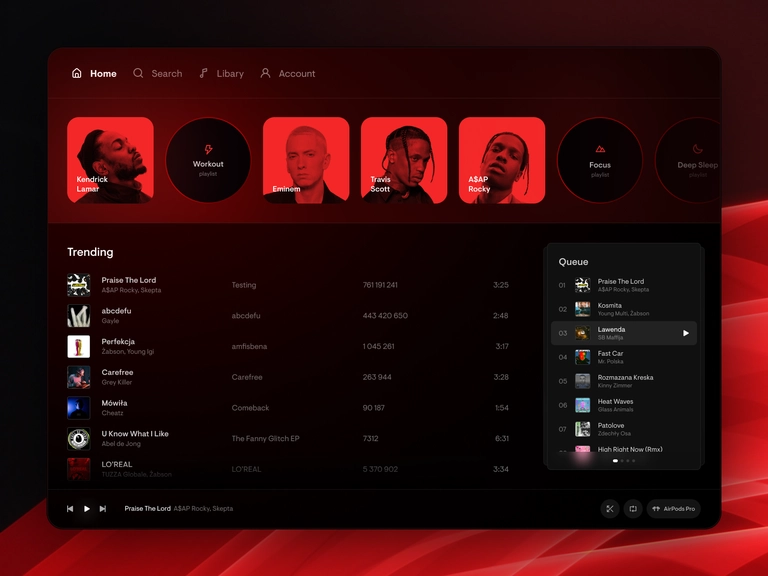 Home
Search
Libary
Account
Kendrick
Lamar
Workout
playlist
Eminem
Travis
Scott
A$AP
Rocky
Focus
playlist
Deep Sleep
playlist
Trending
Praise The Lord
A$AP Rocky, Skepta
Testing
761 191 241
3:25
abcdefu
Gayle
abcdefu
443 420 650
2:48
Perfekcja
Żabson, Young Igi
amfisbena
1 045 261
3:17
Carefree
Grey Killer
Carefree
263 944
3:28
Mówiła
Cheatz
Comeback
90 187
1:54
U Know What I Like
Abel de Jong
The Fanny Glitch EP
7312
6:31
LO'REAL
TUZZA Globale, Żabson
LO'REAL
5 370 902
3:34
Queue
01
Praise The Lord
A$AP Rocky, Skepta
02
Kosmita
Young Multi, Żabson
03
Lawenda
SB Maffija
04
Fast Car
Mr. Polska
05
Rozmazana Kreska
Kinny Zimmer
06
Heat Waves
Glass Animals
07
Patolove
Zdechły Osa
High Right Now (Rmx)
Praise The Lord A$AP Rocky, Skepta
AirPods Pro